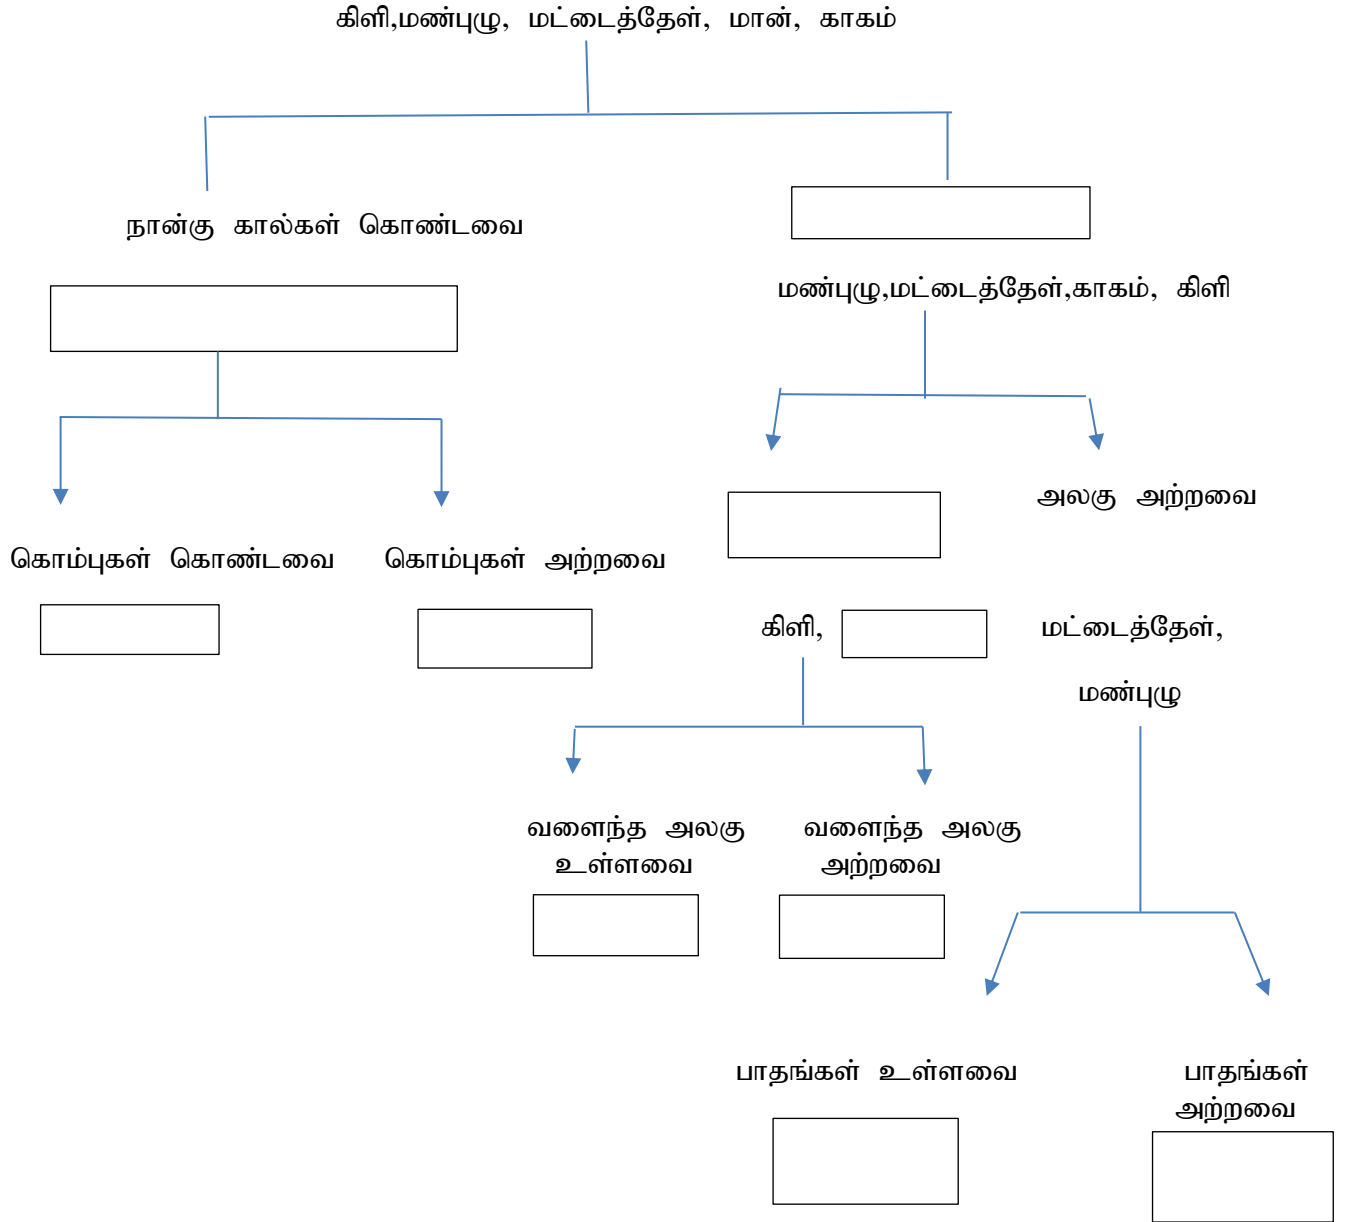 கிளி,மண்புழு, மட்டைத்தேள், மான், காகம்
நான்கு கால்கள் கொண்டவை
மண்புழு,மட்டைத்தேள்,காகம், கிளி
அலகு அற்றவை
கொம்புகள் கொண்டவை
கொம்புகள் அற்றவை
கிளி,
மட்டைத்தேள்,
மண்புழு
வளைந்த அலகு
உள்ளவை
வளைந்த அலகு
அற்றவை
பாதங்கள் உள்ளவை
பாதங்கள்
அற்றவை